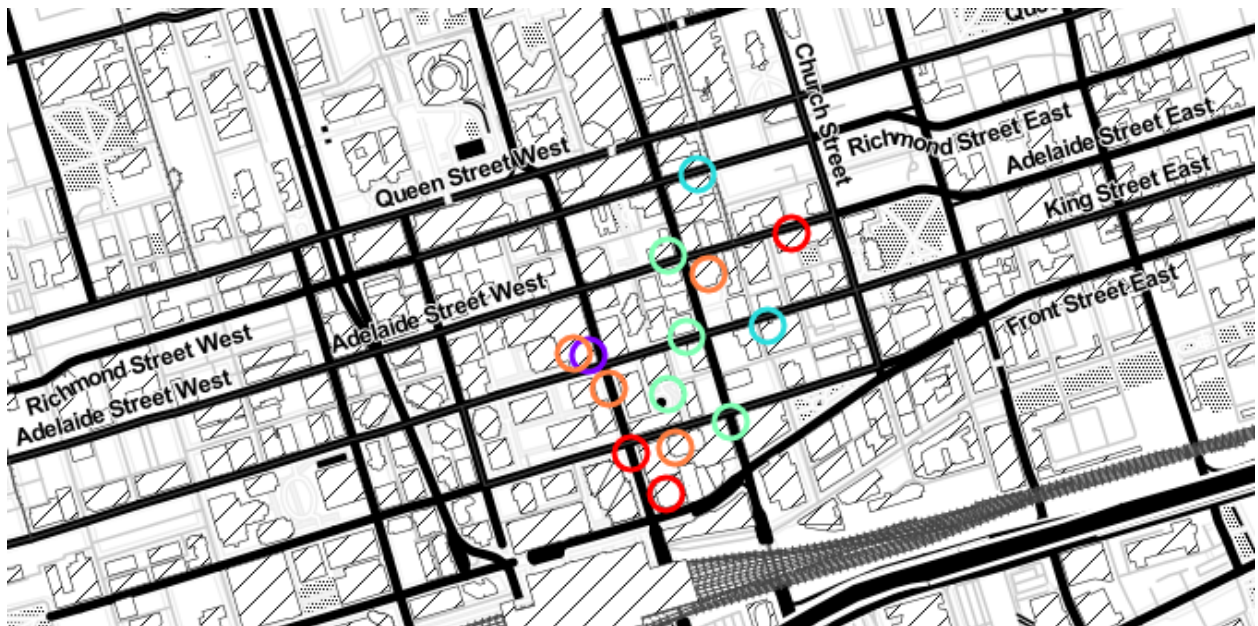 Church Street
Richmond Street East
Adelaide Street East
Queen Street West
King Street East
Adelaide Street West
Front Street East
Richmond Street West
Adelaide Street West